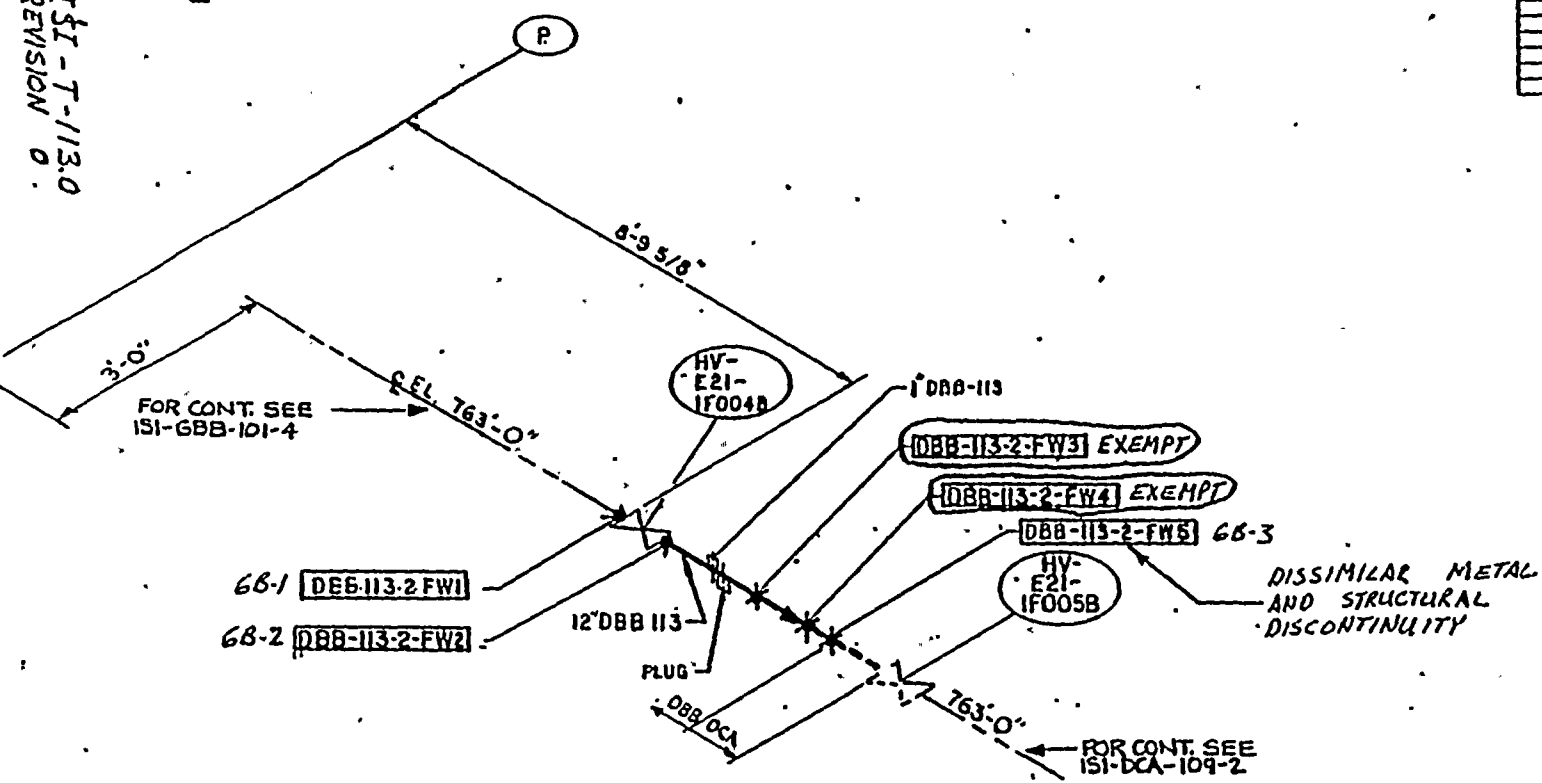 T&I-T-113.0
REVISION 0.
P
8'-9 5/8"
3'-0"
FOR CONT. SEE
ISI-GBB-101-4
℄ EL. 763'-0"
HV-
E21-
1F004B
1" DBB-113
DBB-113-2-FW3 EXEMPT
DBB-113-2-FW4 EXEMPT
DBB-113-2-FW5 6B-3
HV-
E21-
1F005B
DISSIMILAR METAL
AND STRUCTURAL
DISCONTINUITY
6B-1 DBB-113-2-FW1
6B-2 DBB-113-2-FW2
12" DBB 113
PLUG
DBB/DCA
763'-0"
FOR CONT. SEE
ISI-DCA-109-2